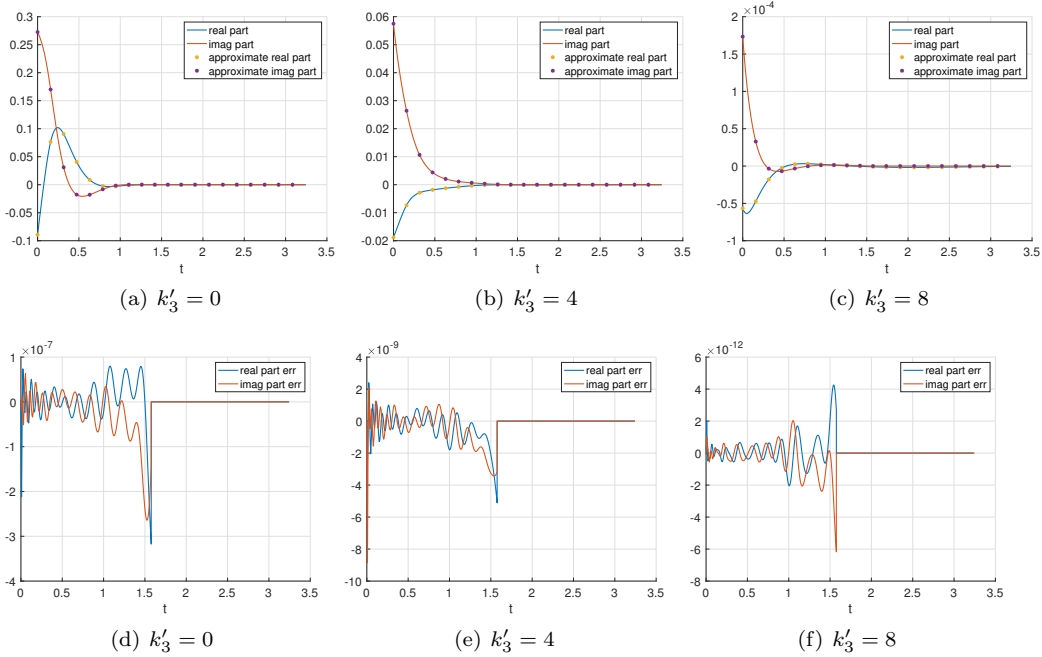 0.3
0.25
0.2
0.15
0.1
0.05
0
-0.05
-0.1
0 0.5 1 1.5 2 2.5 3 3.5
t
real part
imag part
approximate real part
approximate imag part
(a) k′₃ = 0
0.06
0.05
0.04
0.03
0.02
0.01
0
-0.01
-0.02
0 0.5 1 1.5 2 2.5 3 3.5
t
real part
imag part
approximate real part
approximate imag part
(b) k′₃ = 4
×10⁻⁴
2
1.5
1
0.5
0
-0.5
-1
0 0.5 1 1.5 2 2.5 3 3.5
t
real part
imag part
approximate real part
approximate imag part
(c) k′₃ = 8
×10⁻⁷
1
0
-1
-2
-3
-4
0 0.5 1 1.5 2 2.5 3 3.5
t
real part err
imag part err
(d) k′₃ = 0
×10⁻⁹
4
2
0
-2
-4
-6
-8
-10
0 0.5 1 1.5 2 2.5 3 3.5
t
real part err
imag part err
(e) k′₃ = 4
×10⁻¹²
6
4
2
0
-2
-4
-6
-8
0 0.5 1 1.5 2 2.5 3 3.5
t
real part err
imag part err
(f) k′₃ = 8